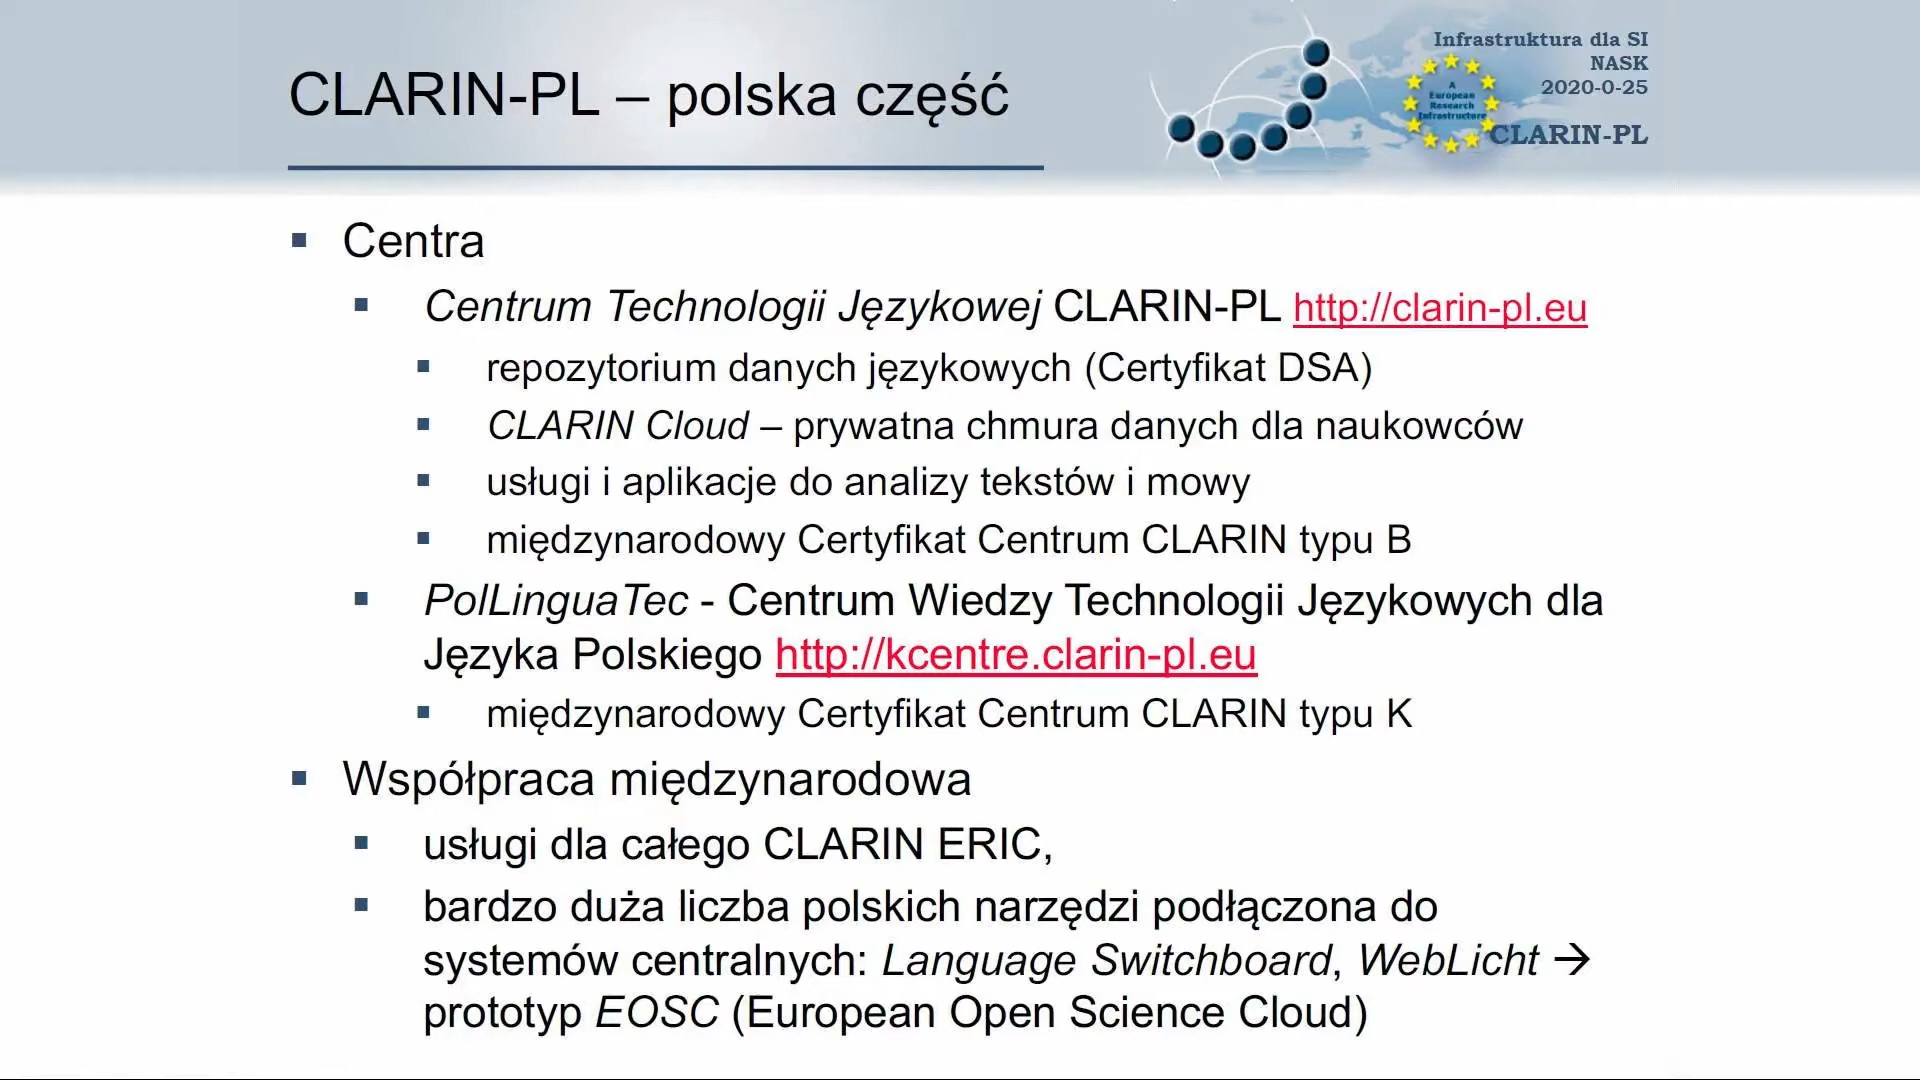 CLARIN-PL – polska część
Infrastruktura dla SI
NASK
2020-0-25
CLARIN-PL
A
European
Research
Infrastructure
Centra
Centrum Technologii Językowej CLARIN-PL http://clarin-pl.eu
repozytorium danych językowych (Certyfikat DSA)
CLARIN Cloud – prywatna chmura danych dla naukowców
usługi i aplikacje do analizy tekstów i mowy
międzynarodowy Certyfikat Centrum CLARIN typu B
PolLinguaTec - Centrum Wiedzy Technologii Językowych dla
Języka Polskiego http://kcentre.clarin-pl.eu
międzynarodowy Certyfikat Centrum CLARIN typu K
Współpraca międzynarodowa
usługi dla całego CLARIN ERIC,
bardzo duża liczba polskich narzędzi podłączona do
systemów centralnych: Language Switchboard, WebLicht →
prototyp EOSC (European Open Science Cloud)